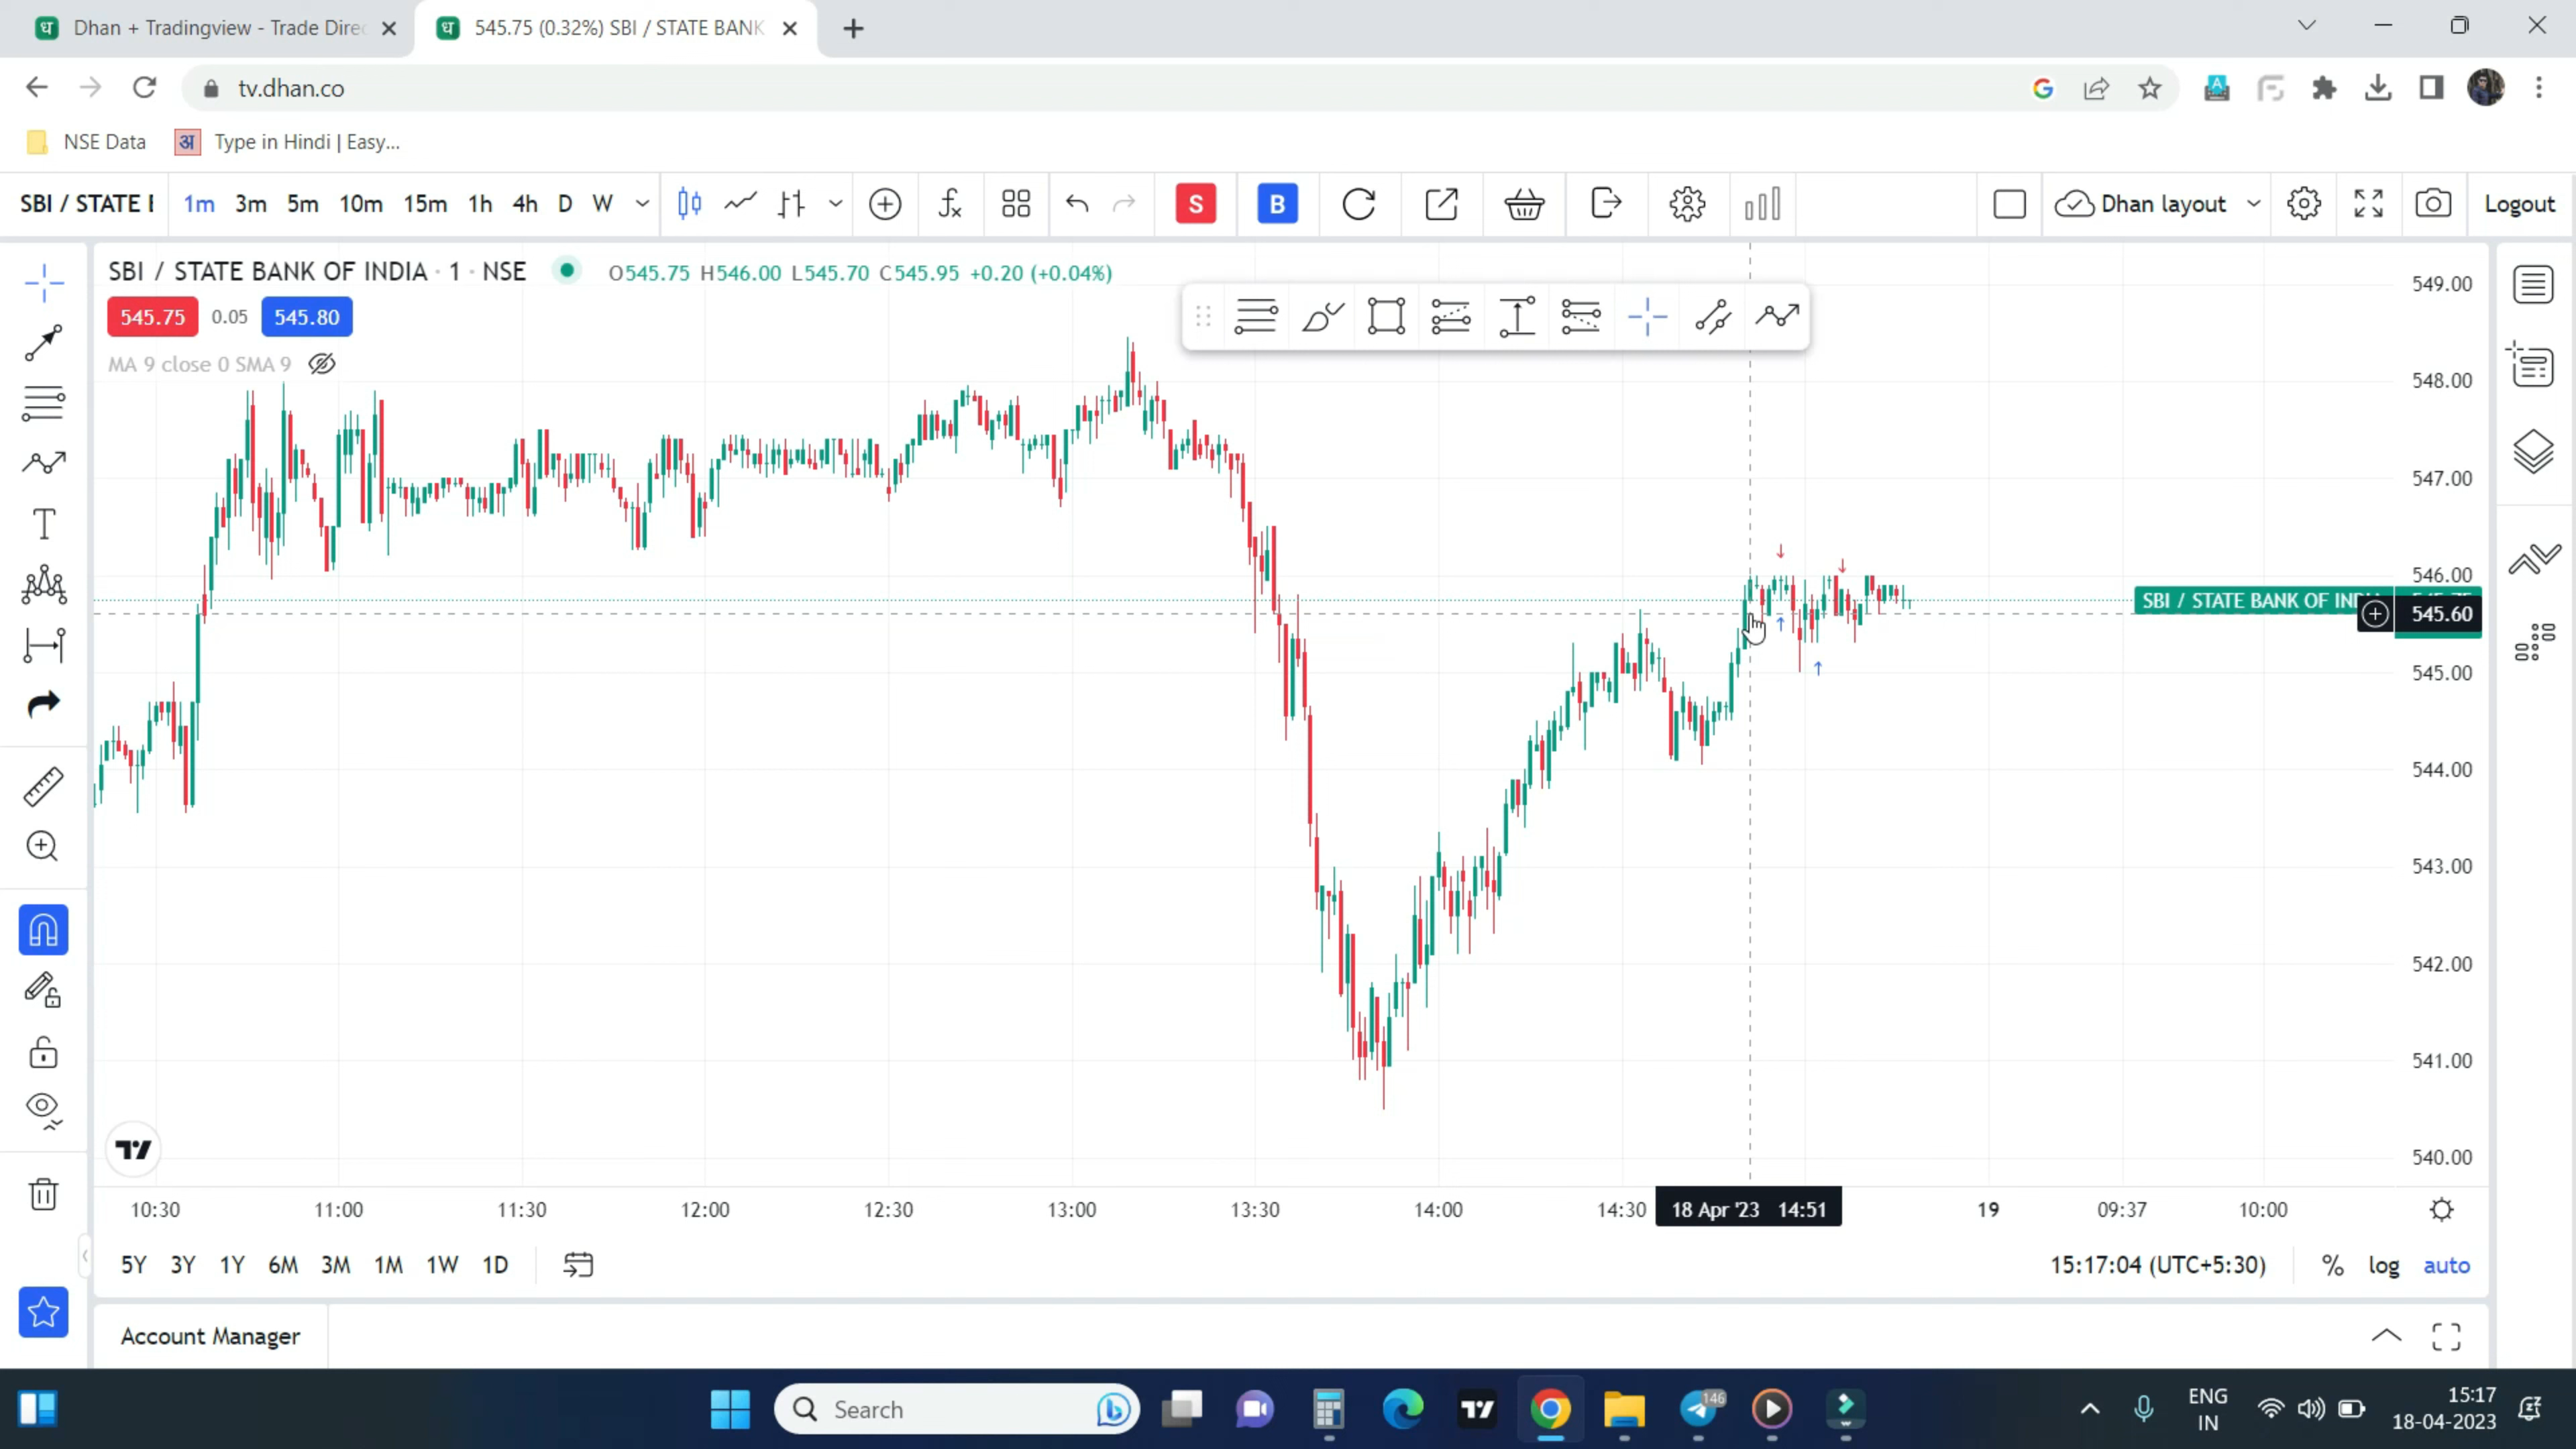 Dhan + Tradingview - Trade Direc
545.75 (0.32%) SBI / STATE BANK
tv.dhan.co
NSE Data
अ Type in Hindi | Easy...
SBI / STATE
1m 3m 5m 10m 15m 1h 4h D W
S B
Dhan layout
Logout
SBI / STATE BANK OF INDIA · 1 · NSE
O545.75 H546.00 L545.70 C545.95 +0.20 (+0.04%)
545.75 0.05 545.80
MA 9 close 0 SMA 9
549.00
548.00
547.00
546.00
SBI / STATE BANK OF
545.60
545.00
544.00
543.00
542.00
541.00
540.00
10:30 11:00 11:30 12:00 12:30 13:00 13:30 14:00 14:30 18 Apr '23 14:51 19 09:37 10:00
5Y 3Y 1Y 6M 3M 1M 1W 1D
15:17:04 (UTC+5:30) % log auto
Account Manager
Search
146
ENG
IN
15:17
18-04-2023